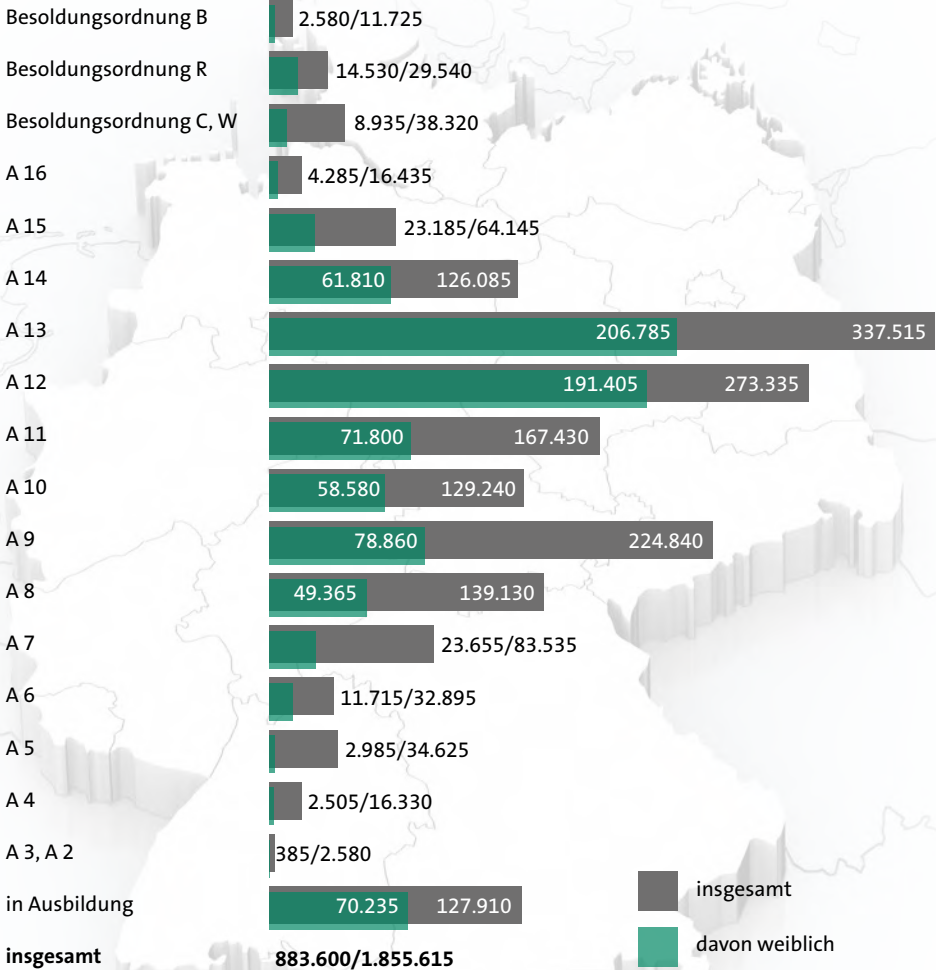 Besoldungsordnung B 2.580/11.725
Besoldungsordnung R 14.530/29.540
Besoldungsordnung C, W 8.935/38.320
A 16 4.285/16.435
A 15 23.185/64.145
A 14 61.810 126.085
A 13 206.785 337.515
A 12 191.405 273.335
A 11 71.800 167.430
A 10 58.580 129.240
A 9 78.860 224.840
A 8 49.365 139.130
A 7 23.655/83.535
A 6 11.715/32.895
A 5 2.985/34.625
A 4 2.505/16.330
A 3, A 2 385/2.580
in Ausbildung 70.235 127.910
insgesamt 883.600/1.855.615
insgesamt
davon weiblich